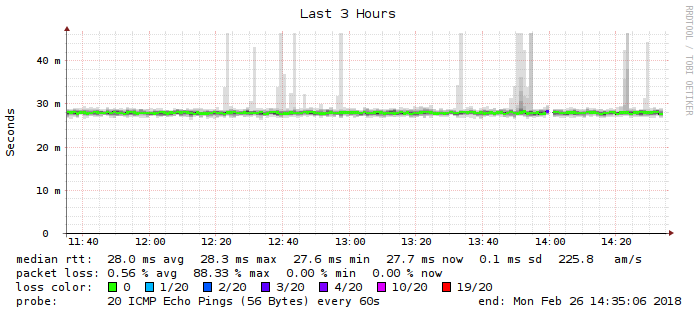 Last 3 Hours
RRDTOOL / TOBI OETIKER
Seconds
40 m
30 m
20 m
10 m
0
11:40 12:00 12:20 12:40 13:00 13:20 13:40 14:00 14:20
median rtt: 28.0 ms avg 28.3 ms max 27.6 ms min 27.7 ms now 0.1 ms sd 225.8 am/s
packet loss: 0.56 % avg 88.33 % max 0.00 % min 0.00 % now
loss color: 0 1/20 2/20 3/20 4/20 10/20 19/20
probe: 20 ICMP Echo Pings (56 Bytes) every 60s end: Mon Feb 26 14:35:06 2018